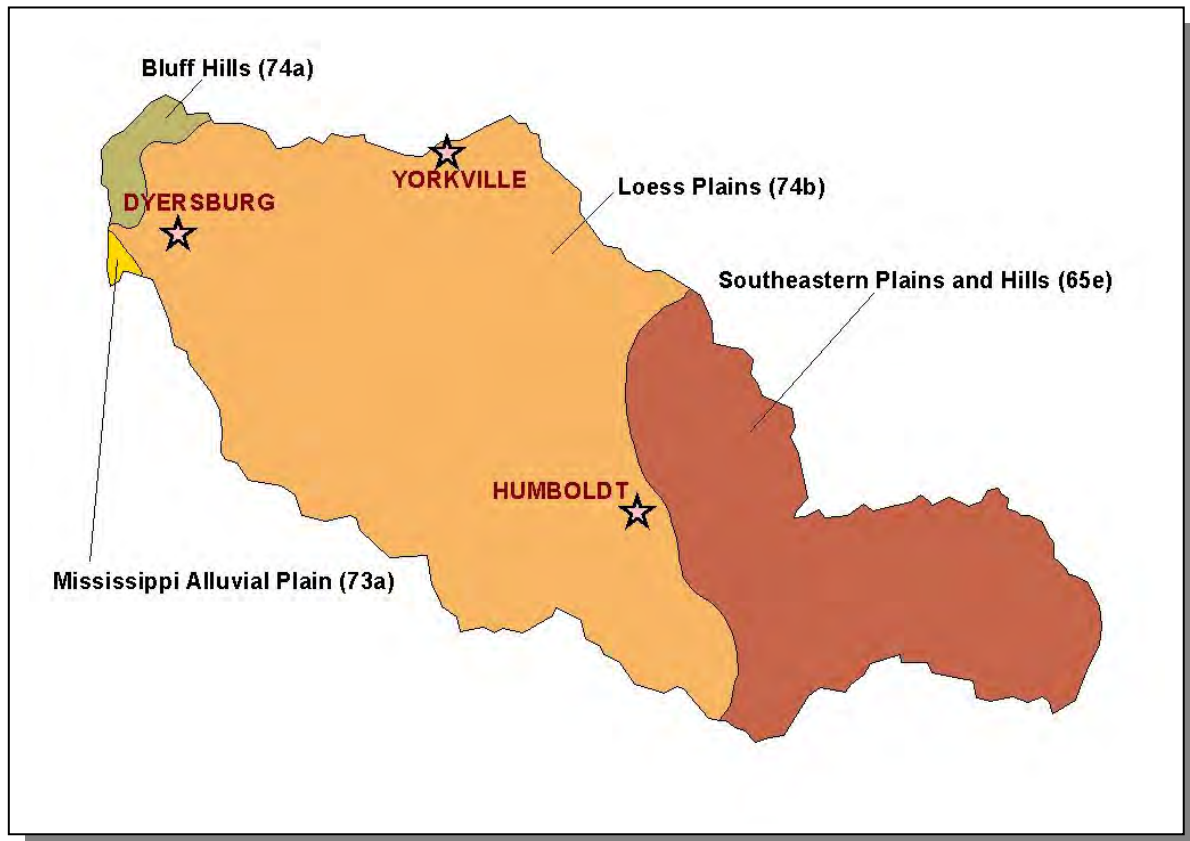 Bluff Hills (74a)
YORKVILLE
Loess Plains (74b)
DYERSBURG
Southeastern Plains and Hills (65e)
HUMBOLDT
Mississippi Alluvial Plain (73a)